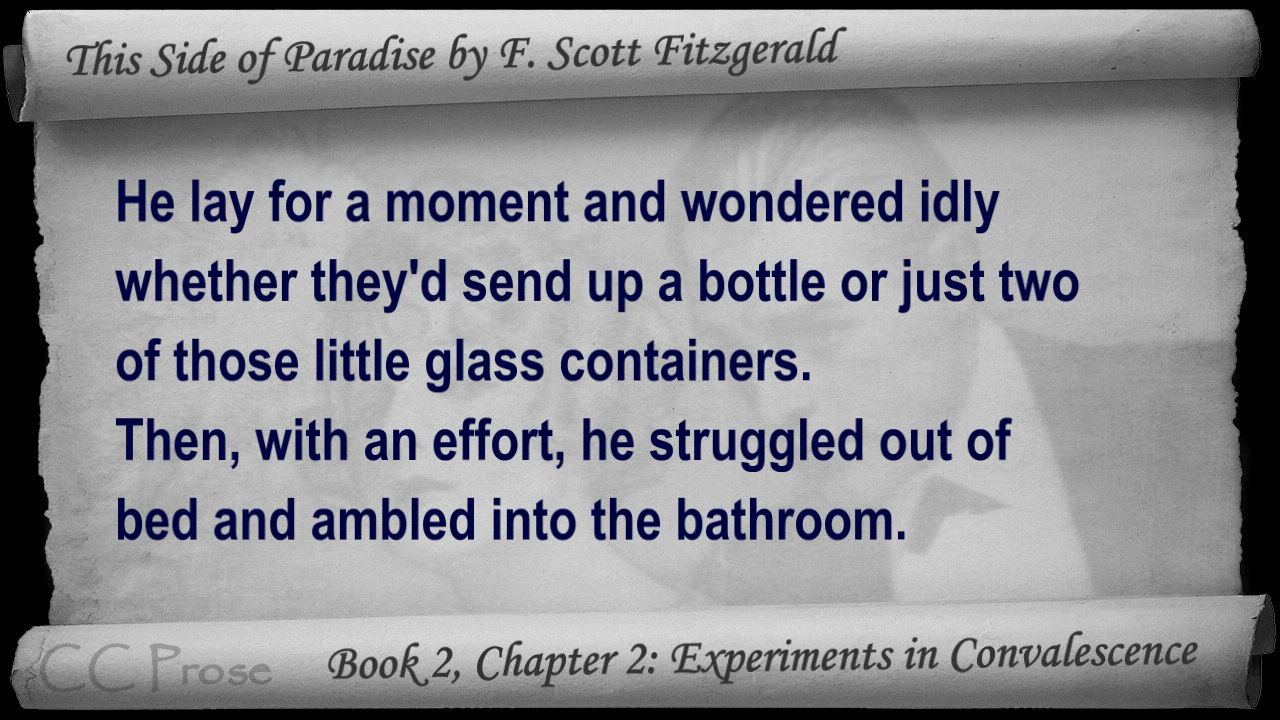 This Side of Paradise by F. Scott Fitzgerald
He lay for a moment and wondered idly
whether they'd send up a bottle or just two
of those little glass containers.
Then, with an effort, he struggled out of
bed and ambled into the bathroom.
CC Prose
Book 2, Chapter 2: Experiments in Convalescence